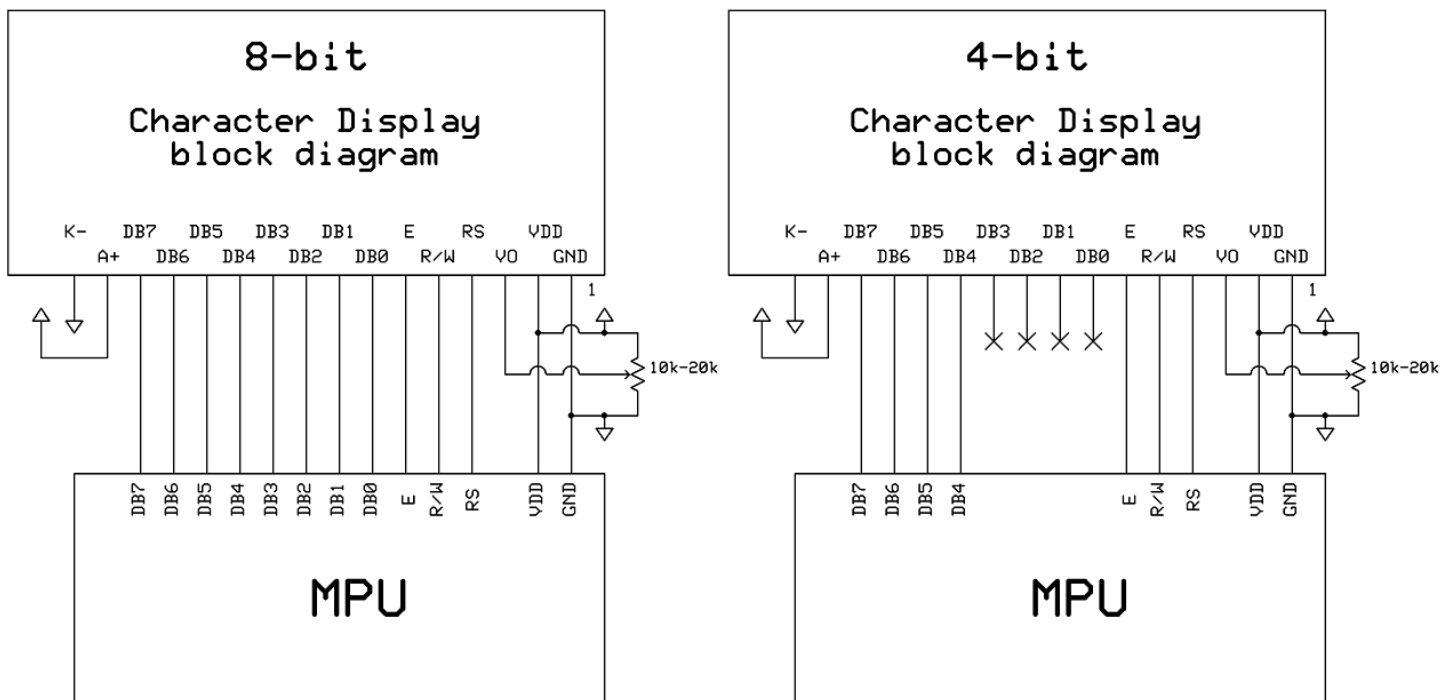 8-bit
Character Display
block diagram
K- DB7 DB5 DB3 DB1 E RS VDD
A+ DB6 DB4 DB2 DB0 R/W VO GND
1
10k-20k
DB7 DB6 DB5 DB4 DB3 DB2 DB1 DB0 E R/W RS VDD GND
MPU
4-bit
Character Display
block diagram
K- DB7 DB5 DB3 DB1 E RS VDD
A+ DB6 DB4 DB2 DB0 R/W VO GND
1
10k-20k
DB7 DB6 DB5 DB4 E R/W RS VDD GND
MPU